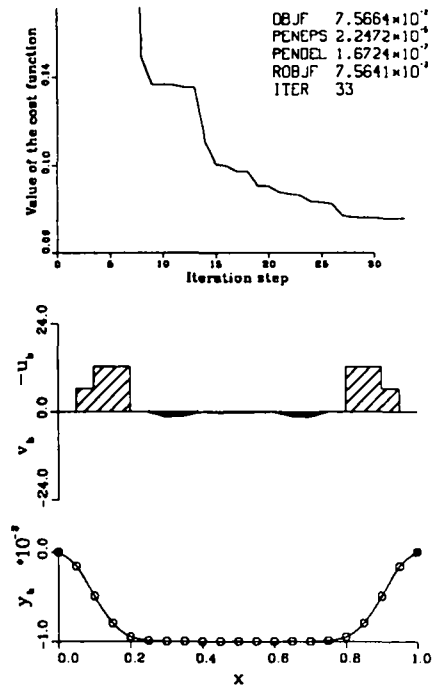 OBJF 7.5664*10⁻²
PENEPS 2.2472*10⁻⁶
PENDEL 1.6724*10⁻⁷
ROBJF 7.5641*10⁻²
ITER 33
Value of the cost function
0.14
0.10
0.06
0 5 10 15 20 25 30
Iteration step
-u_h
v_h
24.0
0.0
-24.0
y_h *10⁻²
0.0
-1.0
0.0 0.2 0.4 0.6 0.8 1.0
x